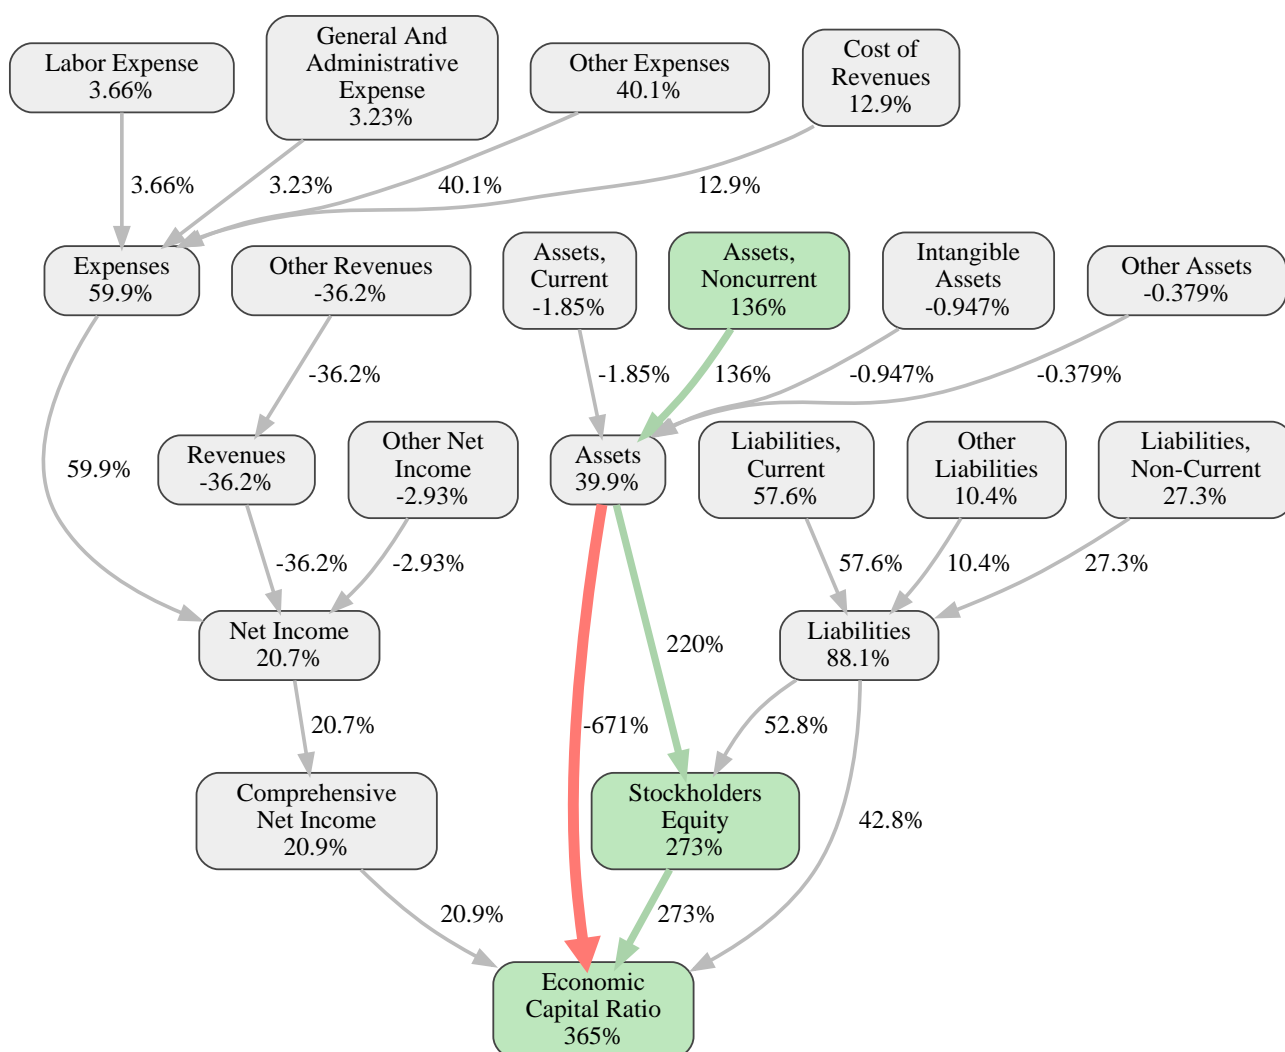 Labor Expense
3.66%
General And
Administrative
Expense
3.23%
Other Expenses
40.1%
Cost of
Revenues
12.9%
3.66%
3.23%
40.1%
12.9%
Expenses
59.9%
Other Revenues
-36.2%
Assets,
Current
-1.85%
Assets,
Noncurrent
136%
Intangible
Assets
-0.947%
Other Assets
-0.379%
-36.2%
-1.85%
136%
-0.947%
-0.379%
59.9%
Revenues
-36.2%
Other Net
Income
-2.93%
Assets
39.9%
Liabilities,
Current
57.6%
Other
Liabilities
10.4%
Liabilities,
Non-Current
27.3%
-36.2%
-2.93%
57.6%
10.4%
27.3%
Net Income
20.7%
220%
Liabilities
88.1%
20.7%
-671%
52.8%
Comprehensive
Net Income
20.9%
Stockholders
Equity
273%
42.8%
20.9%
273%
Economic
Capital Ratio
365%